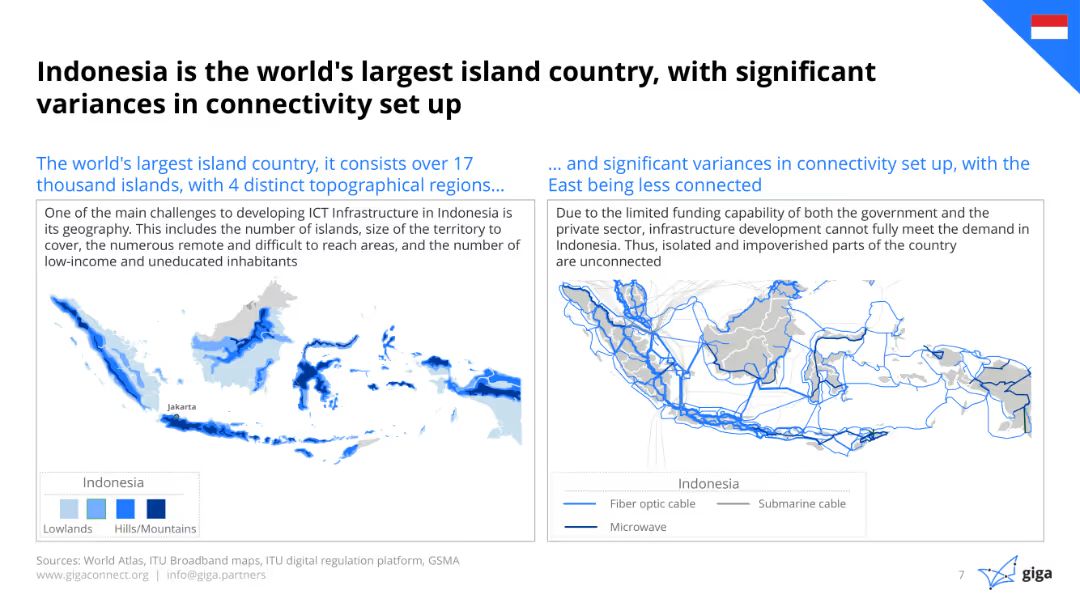 Indonesia is the world's largest island country, with significant
variances in connectivity set up
The world's largest island country, it consists over 17
thousand islands, with 4 distinct topographical regions...
One of the main challenges to developing ICT Infrastructure in Indonesia is
its geography. This includes the number of islands, size of the territory to
cover, the numerous remote and difficult to reach areas, and the number of
low-income and uneducated inhabitants
Jakarta
Indonesia
Lowlands
Hills/Mountains
... and significant variances in connectivity set up, with the
East being less connected
Due to the limited funding capability of both the government and the
private sector, infrastructure development cannot fully meet the demand in
Indonesia. Thus, isolated and impoverished parts of the country
are unconnected
Indonesia
Fiber optic cable
Submarine cable
Microwave
Sources: World Atlas, ITU Broadband maps, ITU digital regulation platform, GSMA
www.gigaconnect.org | info@giga.partners
7
giga